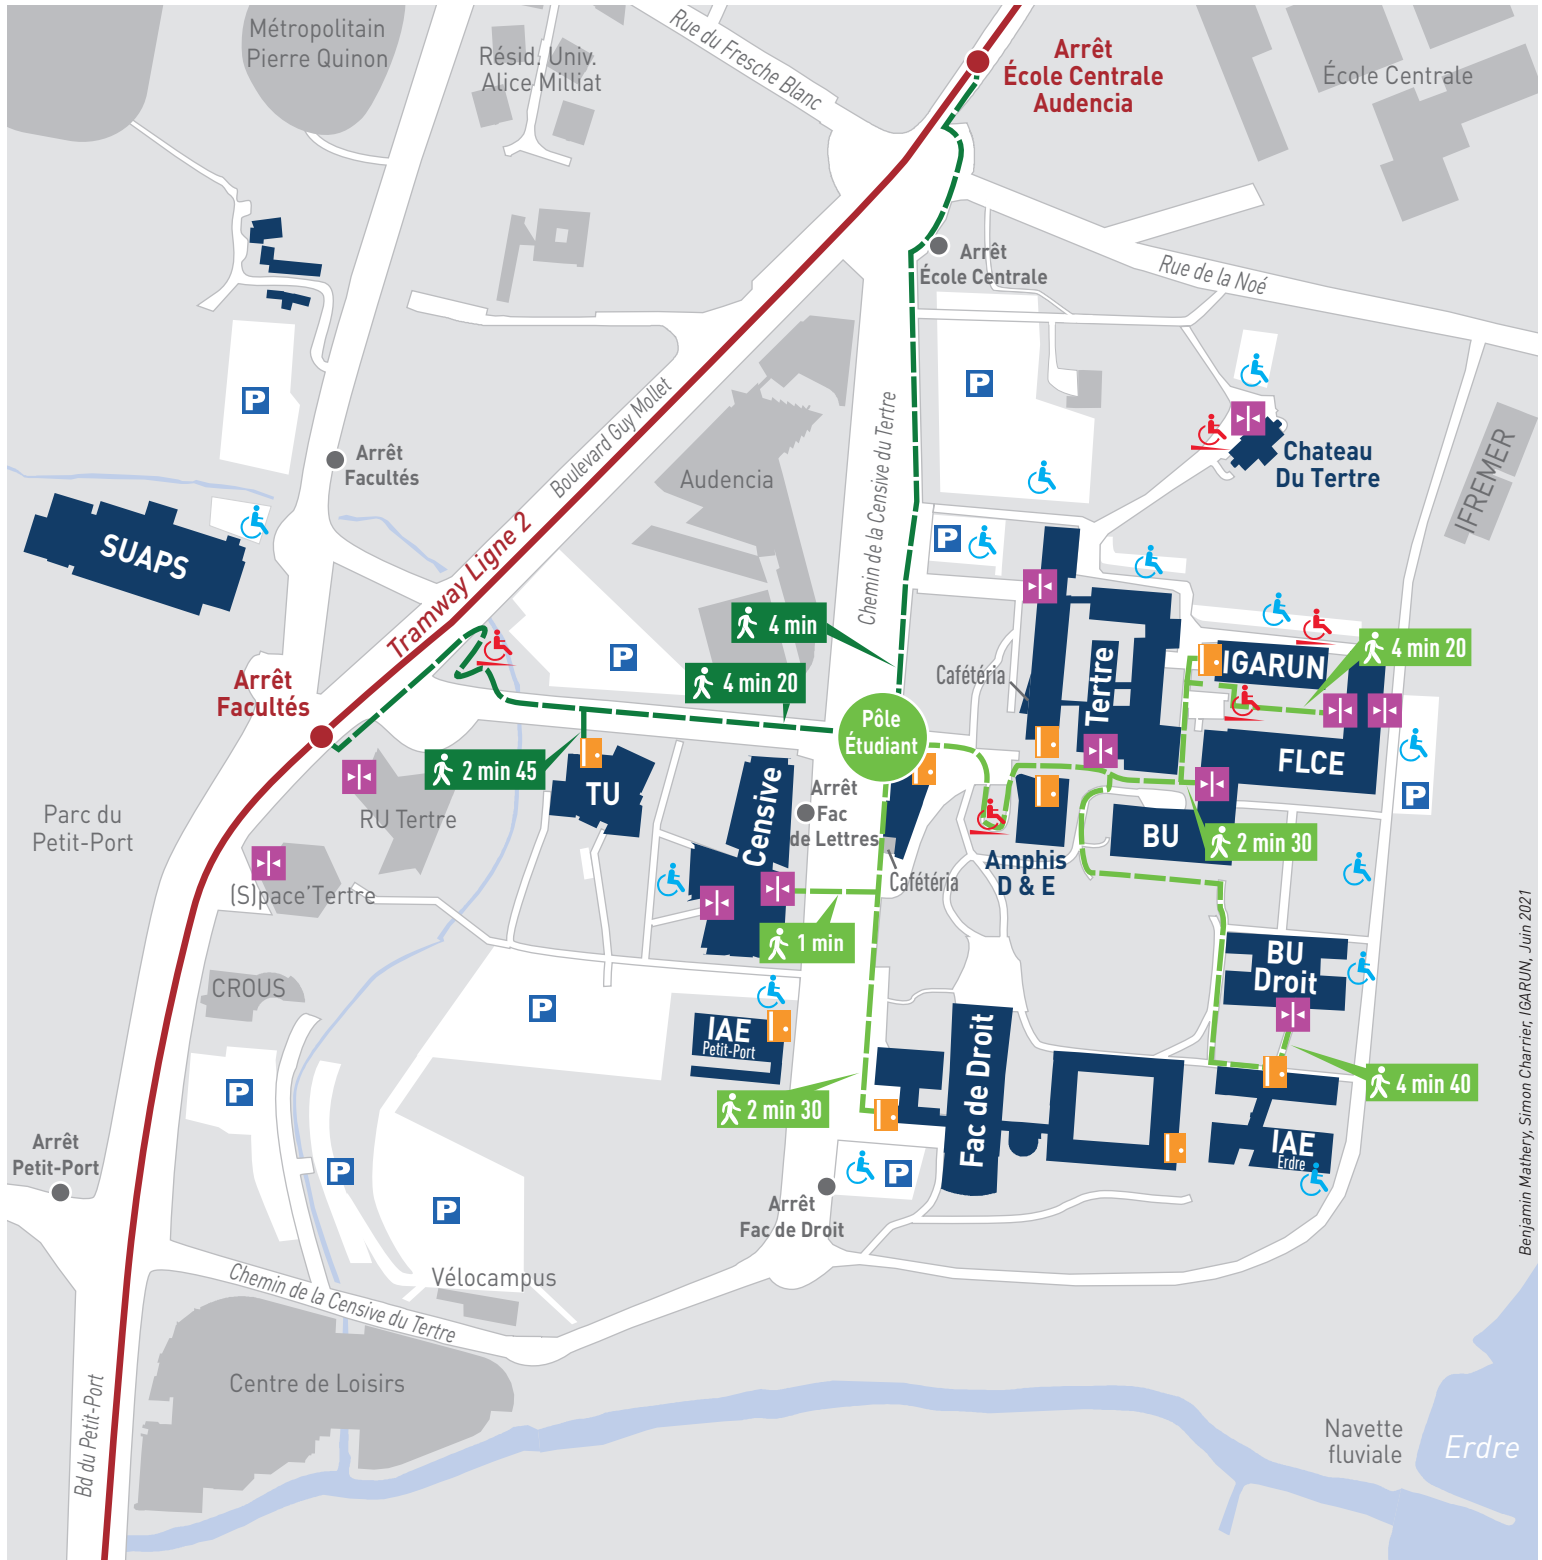 Métropolitain
Pierre Quinon
Résid. Univ.
Alice Milliat
Rue du Fresche Blanc
Arrêt
École Centrale
Audencia
École Centrale
Arrêt
École Centrale
Rue de la Noé
P
P
Boulevard Guy Mollet
Chemin de la Censive du Tertre
Arrêt
Facultés
Audencia
Chateau
Du Tertre
IFREMER
SUAPS
Tramway Ligne 2
P
4 min
P
4 min 20
Cafétéria
Tertre
IGARUN
4 min 20
Arrêt
Facultés
Pôle
Étudiant
2 min 45
TU
FLCE
P
Censive
Arrêt
Fac
de Lettres
Parc du
Petit-Port
RU Tertre
BU
2 min 30
Amphis
D & E
Cafétéria
(S)pace'Tertre
1 min
BU
Droit
CROUS
P
IAE
Petit-Port
Fac de Droit
P
2 min 30
4 min 40
Arrêt
Petit-Port
P
P
P
IAE
Erdre
Arrêt
Fac de Droit
Vélocampus
Chemin de la Censive du Tertre
Centre de Loisirs
Bd du Petit-Port
Navette
fluviale
Erdre
Benjamin Mathery, Simon Charrier, IGARUN, Juin 2021